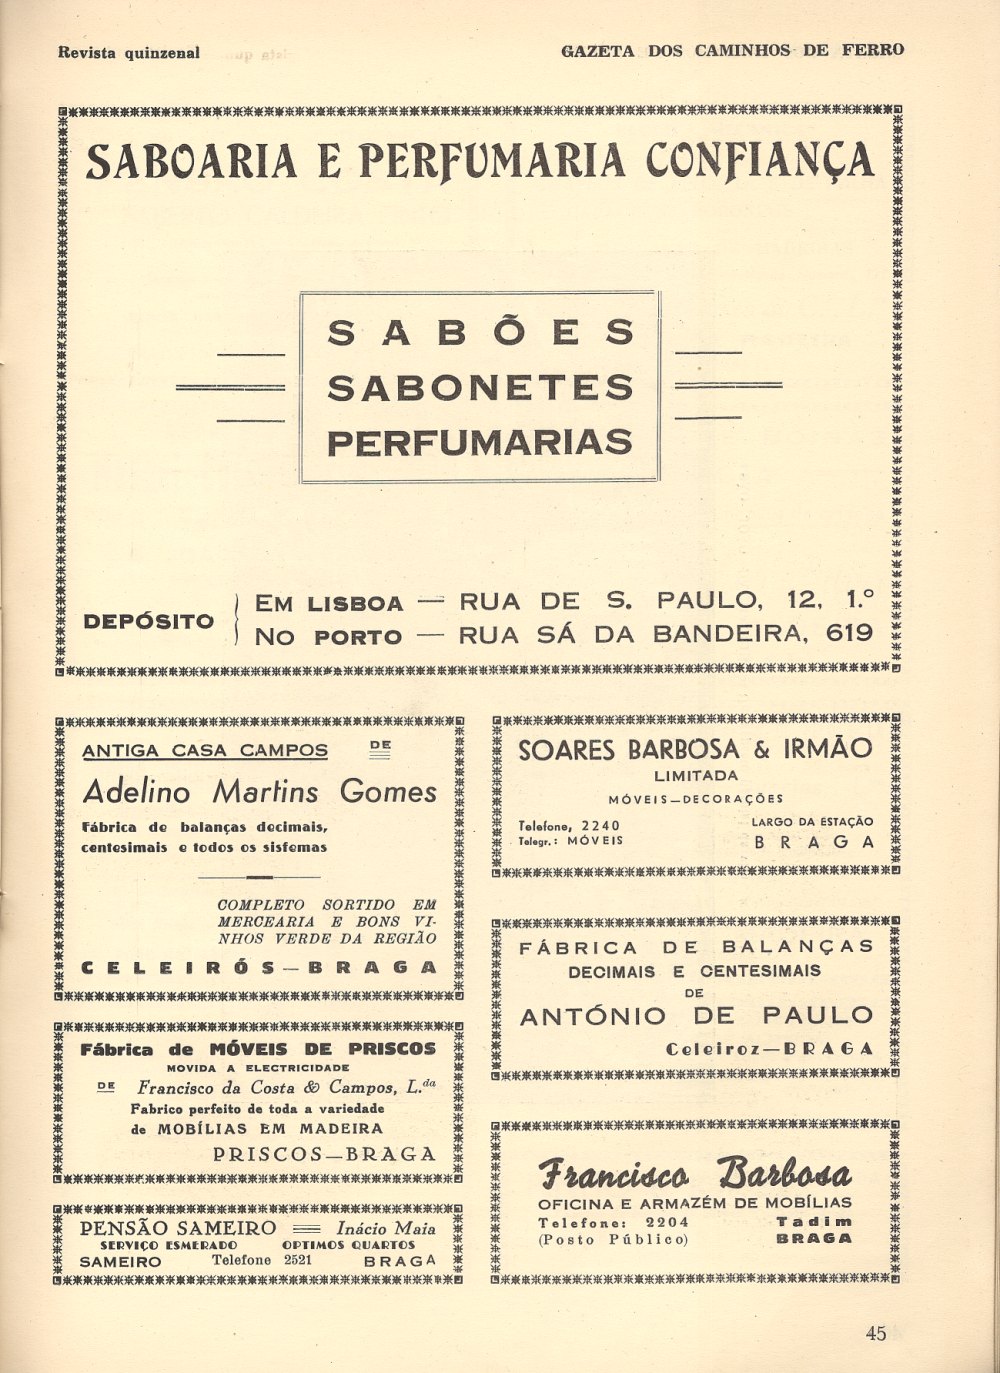 Revista quinzenal
GAZETA DOS CAMINHOS DE FERRO
SABOARIA E PERFUMARIA CONFIANÇA
SABÕES
SABONETES
PERFUMARIAS
DEPÓSITO
EM LISBOA — RUA DE S. PAULO, 12, 1.º
NO PORTO — RUA SÁ DA BANDEIRA, 619
ANTIGA CASA CAMPOS DE
Adelino Martins Gomes
Fábrica de balanças decimais,
centesimais e todos os sistemas
COMPLETO SORTIDO EM
MERCEARIA E BONS VI-
NHOS VERDE DA REGIÃO
CELEIRÓS—BRAGA
Fábrica de MÓVEIS DE PRISCOS
MOVIDA A ELECTRICIDADE
DE Francisco da Costa & Campos, L.da
Fabrico perfeito de toda a variedade
de MOBÍLIAS EM MADEIRA
PRISCOS—BRAGA
PENSÃO SAMEIRO Inácio Maia
SERVIÇO ESMERADO OPTIMOS QUARTOS
SAMEIRO Telefone 2521 BRAGA
SOARES BARBOSA & IRMÃO
LIMITADA
MÓVEIS—DECORAÇÕES
Telefone, 2240 LARGO DA ESTAÇÃO
Telegr.: MÓVEIS BRAGA
FÁBRICA DE BALANÇAS
DECIMAIS E CENTESIMAIS
DE
ANTÓNIO DE PAULO
Celeiroz—BRAGA
Francisco Barbosa
OFICINA E ARMAZÉM DE MOBÍLIAS
Telefone: 2204 Tadim
(Posto Público) BRAGA
45